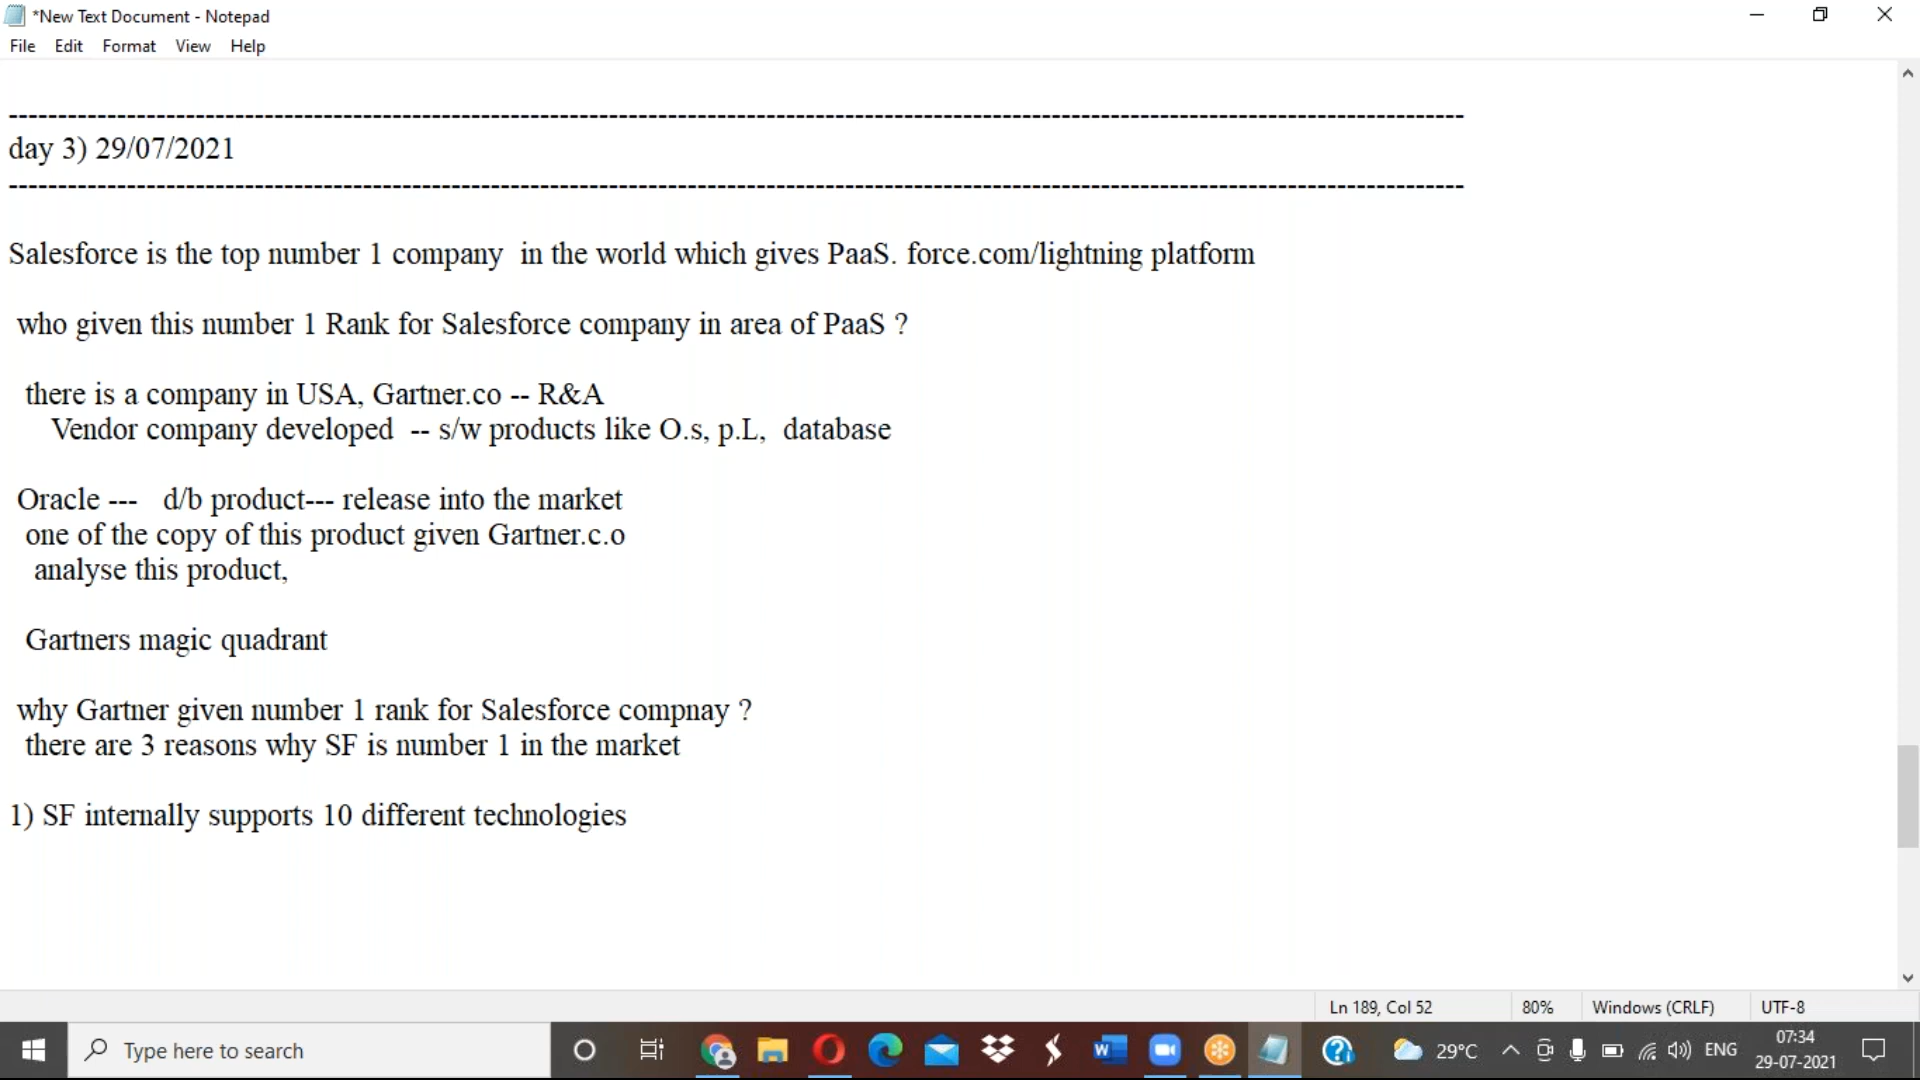 *New Text Document - Notepad
File Edit Format View Help
--------------------------------------------------------------------------------------------------------------------------------------------------------------
day 3) 29/07/2021
--------------------------------------------------------------------------------------------------------------------------------------------------------------
Salesforce is the top number 1 company  in the world which gives PaaS. force.com/lightning platform
who given this number 1 Rank for Salesforce company in area of PaaS ?
there is a company in USA, Gartner.co -- R&A
Vendor company developed  -- s/w products like O.s, p.L,  database
Oracle ---   d/b product--- release into the market
one of the copy of this product given Gartner.c.o
analyse this product,
Gartners magic quadrant
why Gartner given number 1 rank for Salesforce compnay ?
there are 3 reasons why SF is number 1 in the market
1) SF internally supports 10 different technologies
Ln 189, Col 52 80% Windows (CRLF) UTF-8
Type here to search 29°C ENG 07:34
29-07-2021